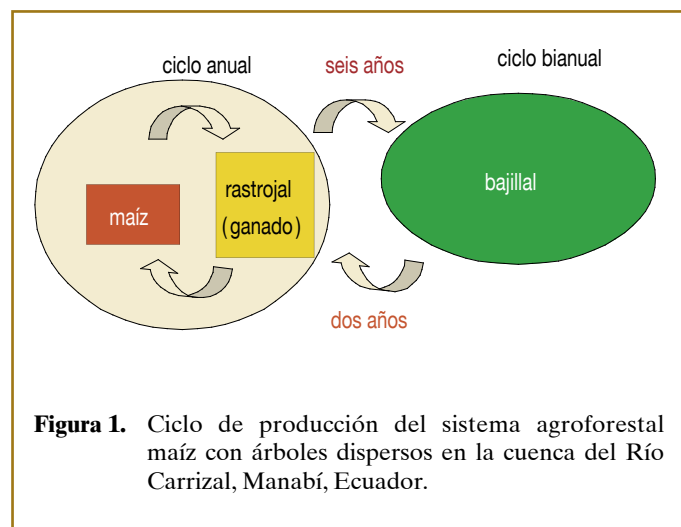 ciclo anual
seis años
ciclo bianual
maíz
rastrojal
(ganado)
bajillal
dos años
Figura 1. Ciclo de producción del sistema agroforestal
maíz con árboles dispersos en la cuenca del Río
Carrizal, Manabí, Ecuador.